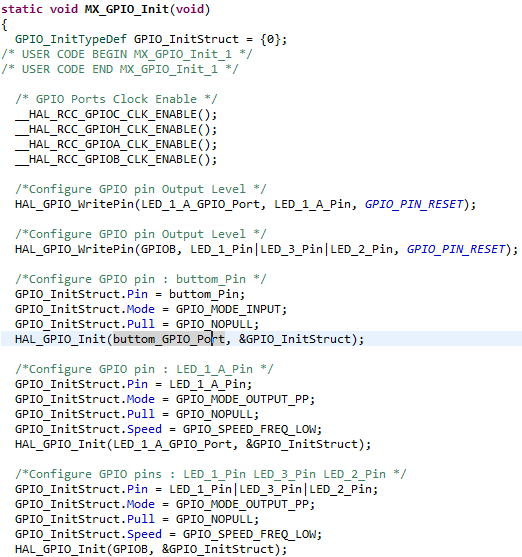 static void MX_GPIO_Init(void)
{
  GPIO_InitTypeDef GPIO_InitStruct = {0};
/* USER CODE BEGIN MX_GPIO_Init_1 */
/* USER CODE END MX_GPIO_Init_1 */

  /* GPIO Ports Clock Enable */
  __HAL_RCC_GPIOC_CLK_ENABLE();
  __HAL_RCC_GPIOH_CLK_ENABLE();
  __HAL_RCC_GPIOA_CLK_ENABLE();
  __HAL_RCC_GPIOB_CLK_ENABLE();

  /*Configure GPIO pin Output Level */
  HAL_GPIO_WritePin(LED_1_A_GPIO_Port, LED_1_A_Pin, GPIO_PIN_RESET);

  /*Configure GPIO pin Output Level */
  HAL_GPIO_WritePin(GPIOB, LED_1_Pin|LED_3_Pin|LED_2_Pin, GPIO_PIN_RESET);

  /*Configure GPIO pin : buttom_Pin */
  GPIO_InitStruct.Pin = buttom_Pin;
  GPIO_InitStruct.Mode = GPIO_MODE_INPUT;
  GPIO_InitStruct.Pull = GPIO_NOPULL;
  HAL_GPIO_Init(buttom_GPIO_Port, &GPIO_InitStruct);

  /*Configure GPIO pin : LED_1_A_Pin */
  GPIO_InitStruct.Pin = LED_1_A_Pin;
  GPIO_InitStruct.Mode = GPIO_MODE_OUTPUT_PP;
  GPIO_InitStruct.Pull = GPIO_NOPULL;
  GPIO_InitStruct.Speed = GPIO_SPEED_FREQ_LOW;
  HAL_GPIO_Init(LED_1_A_GPIO_Port, &GPIO_InitStruct);

  /*Configure GPIO pins : LED_1_Pin LED_3_Pin LED_2_Pin */
  GPIO_InitStruct.Pin = LED_1_Pin|LED_3_Pin|LED_2_Pin;
  GPIO_InitStruct.Mode = GPIO_MODE_OUTPUT_PP;
  GPIO_InitStruct.Pull = GPIO_NOPULL;
  GPIO_InitStruct.Speed = GPIO_SPEED_FREQ_LOW;
  HAL_GPIO_Init(GPIOB, &GPIO_InitStruct);